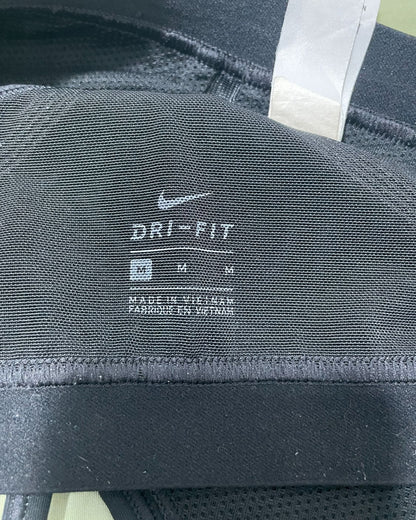 DRI-FIT
M M M
MADE IN VIETNAM
FABRIQUÉ EN VIETNAM